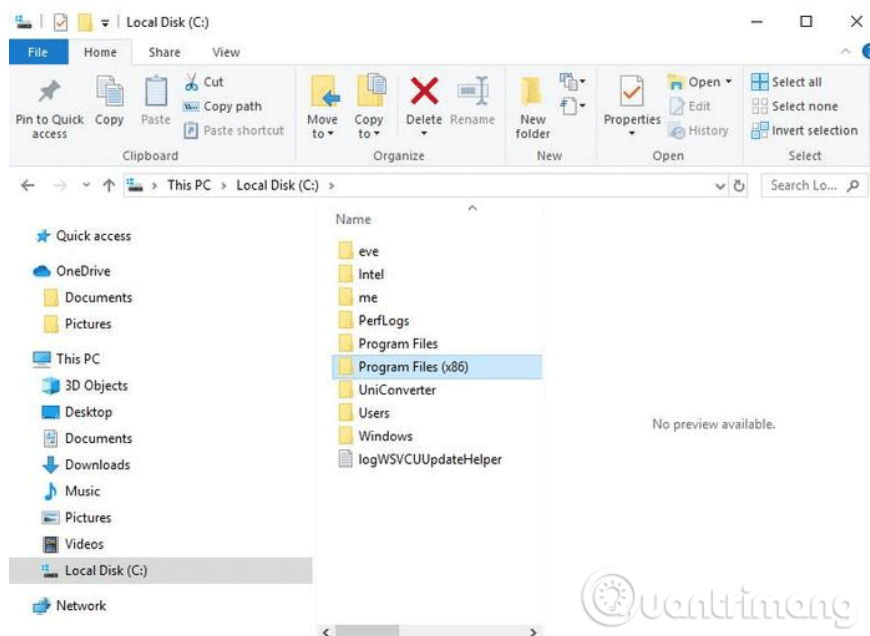 Local Disk (C:)
File Home Share View
Pin to Quick access
Copy
Paste
Cut
Copy path
Paste shortcut
Clipboard
Move to
Copy to
Delete
Rename
Organize
New folder
New
Properties
Open
Edit
History
Open
Select all
Select none
Invert selection
Select
This PC > Local Disk (C:) >
Search Lo...
Quick access
OneDrive
Documents
Pictures
This PC
3D Objects
Desktop
Documents
Downloads
Music
Pictures
Videos
Local Disk (C:)
Network
Name
eve
Intel
me
PerfLogs
Program Files
Program Files (x86)
UniConverter
Users
Windows
logWSVCUUpdateHelper
No preview available.
Quantrimang